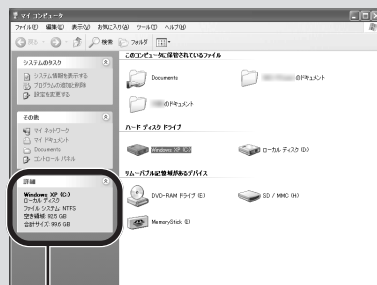 マイ コンピュータ
ファイル(F) 編集(E) 表示(V) お気に入り(A) ツール(T) ヘルプ(H)
戻る 検索 フォルダ
システムのタスク
システム情報を表示する
プログラムの追加と削除
設定を変更する
その他
マイ ネットワーク
マイ ドキュメント
Documents
コントロール パネル
詳細
Windows XP (C:)
ローカル ディスク
ファイル システム: NTFS
空き領域: 92.5 GB
合計サイズ: 99.6 GB
このコンピュータに保管されているファイル
Documents
のドキュメント
のドキュメント
ハード ディスク ドライブ
Windows XP (C:)
ローカル ディスク (D:)
リムーバブル記憶域があるデバイス
DVD-RAM ドライブ (E:)
SD / MMC (H:)
MemoryStick (E:)